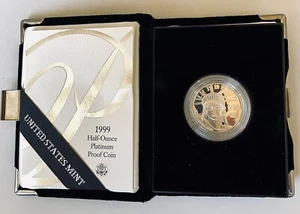 1999
Half-Ounce
Platinum
Proof Coin
UNITED STATES MINT